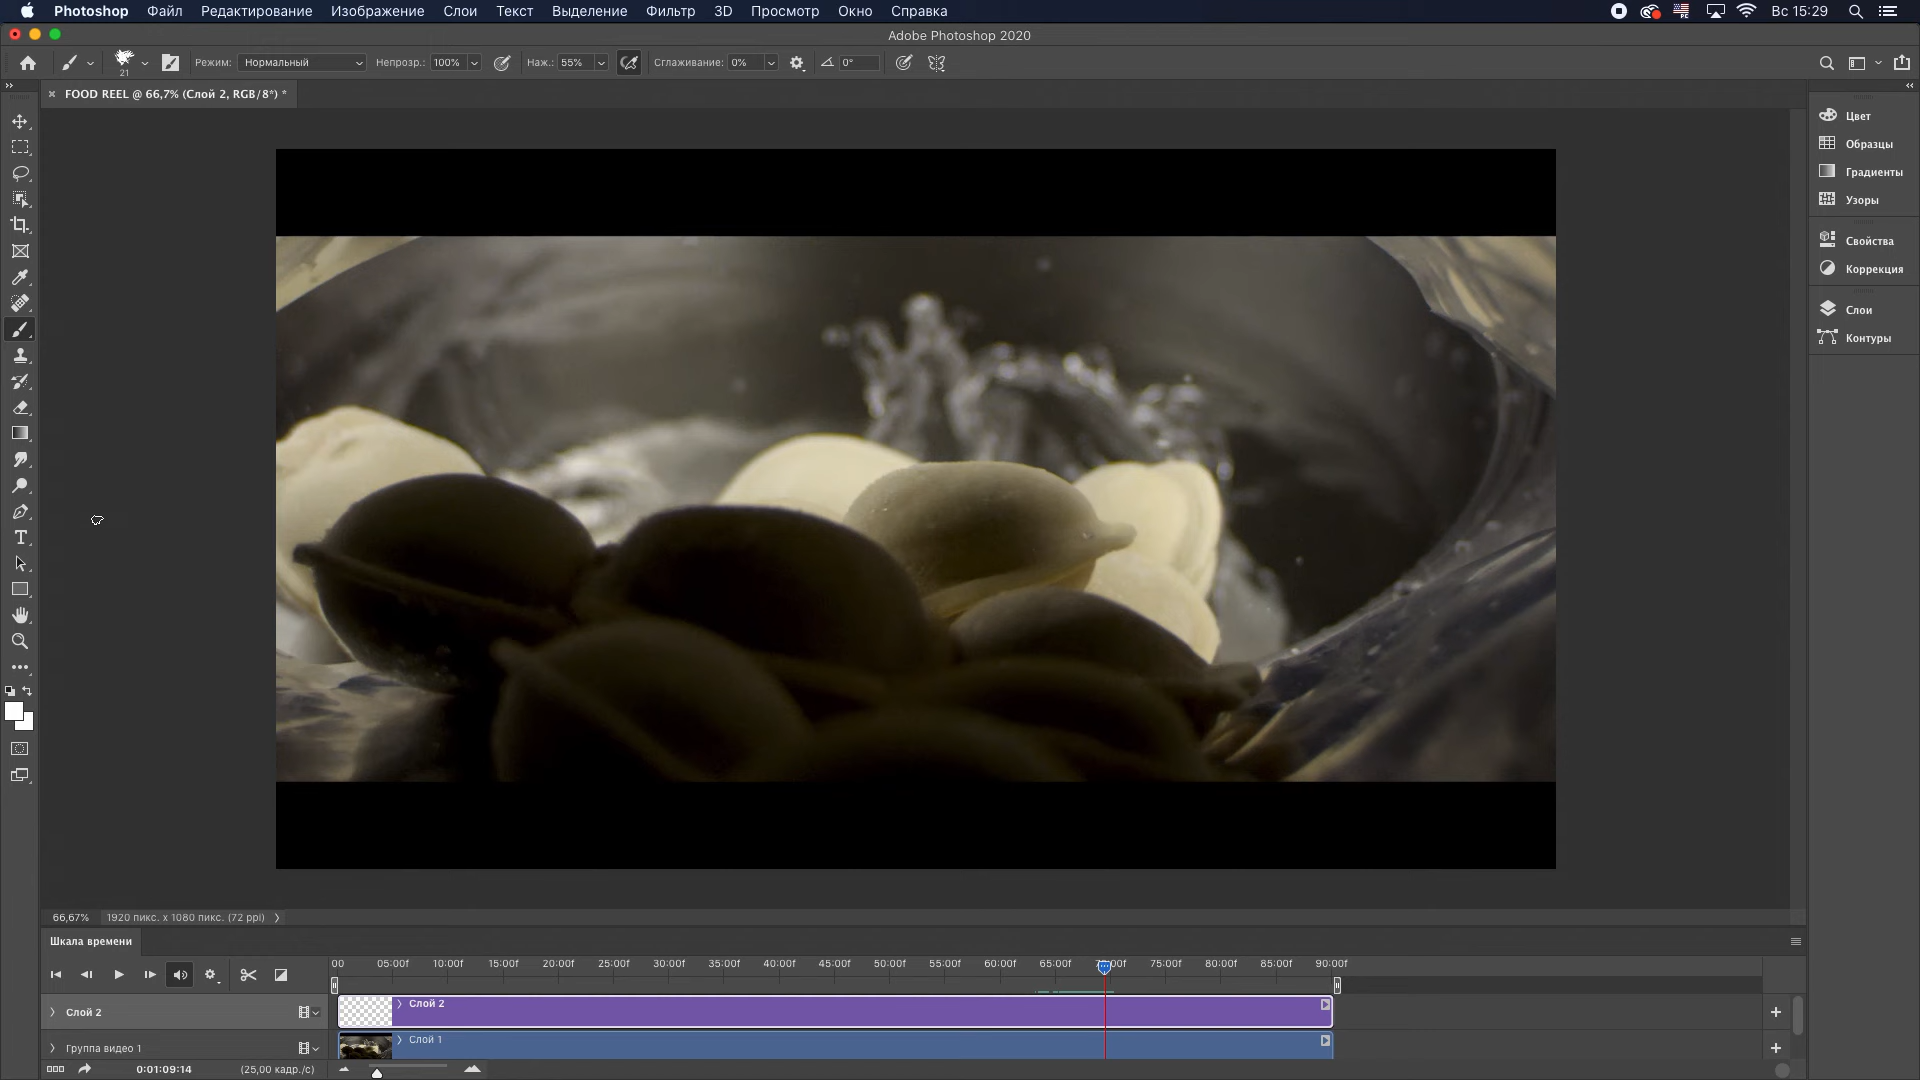 Photoshop Файл Редактирование Изображение Слои Текст Выделение Фильтр 3D Просмотр Окно Справка Вс 15:29
Adobe Photoshop 2020
21 Режим: Нормальный Непрозр.: 100% Наж.: 55% Сглаживание: 0% 0°
FOOD REEL @ 66,7% (Слой 2, RGB/8*) *
Цвет
Образцы
Градиенты
Узоры
Свойства
Коррекция
Слои
Контуры
66,67% 1920 пикс. x 1080 пикс. (72 ppi)
Шкала времени
00 05:00f 10:00f 15:00f 20:00f 25:00f 30:00f 35:00f 40:00f 45:00f 50:00f 55:00f 60:00f 65:00f 75:00f 80:00f 85:00f 90:00f
Слой 2 Слой 2
Группа видео 1 Слой 1
0:01:09:14 (25,00 кадр./с)